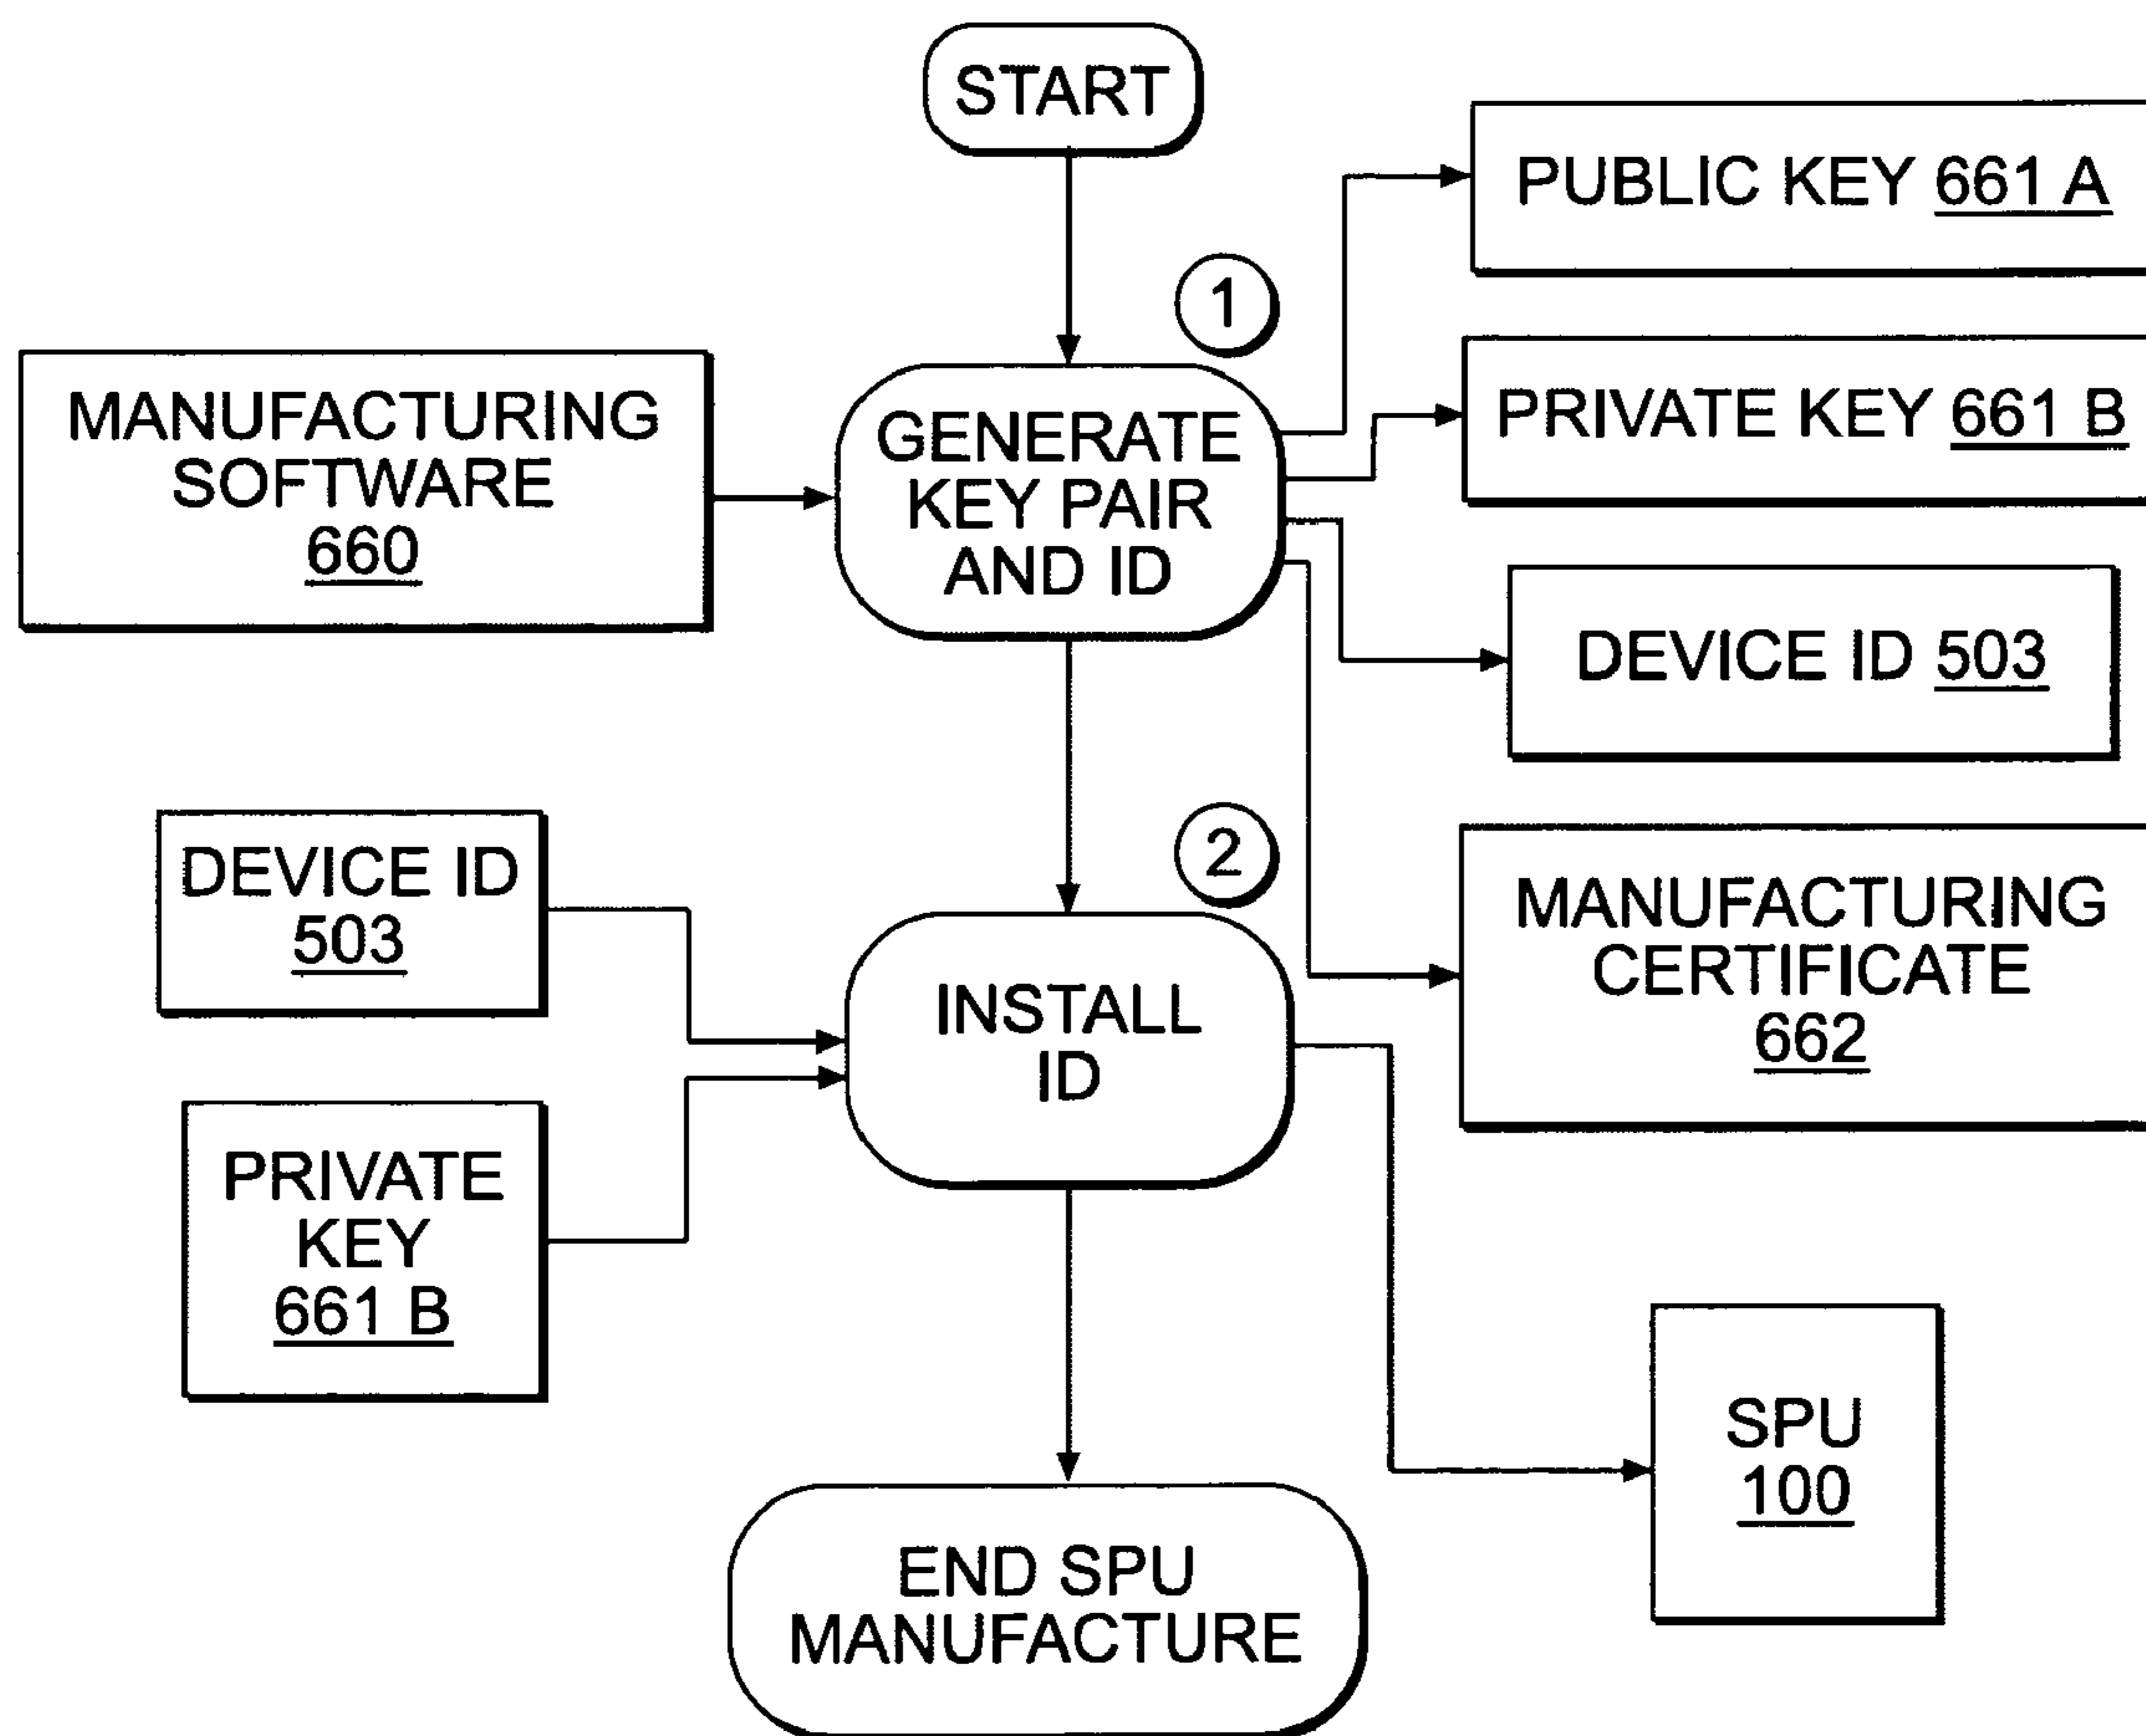 START
PUBLIC KEY 661 A
1
PRIVATE KEY 661 B
MANUFACTURING
SOFTWARE
660
GENERATE
KEY PAIR
AND ID
DEVICE ID 503
2
DEVICE ID
503
MANUFACTURING
CERTIFICATE
662
INSTALL
ID
PRIVATE
KEY
661 B
SPU
100
END SPU
MANUFACTURE